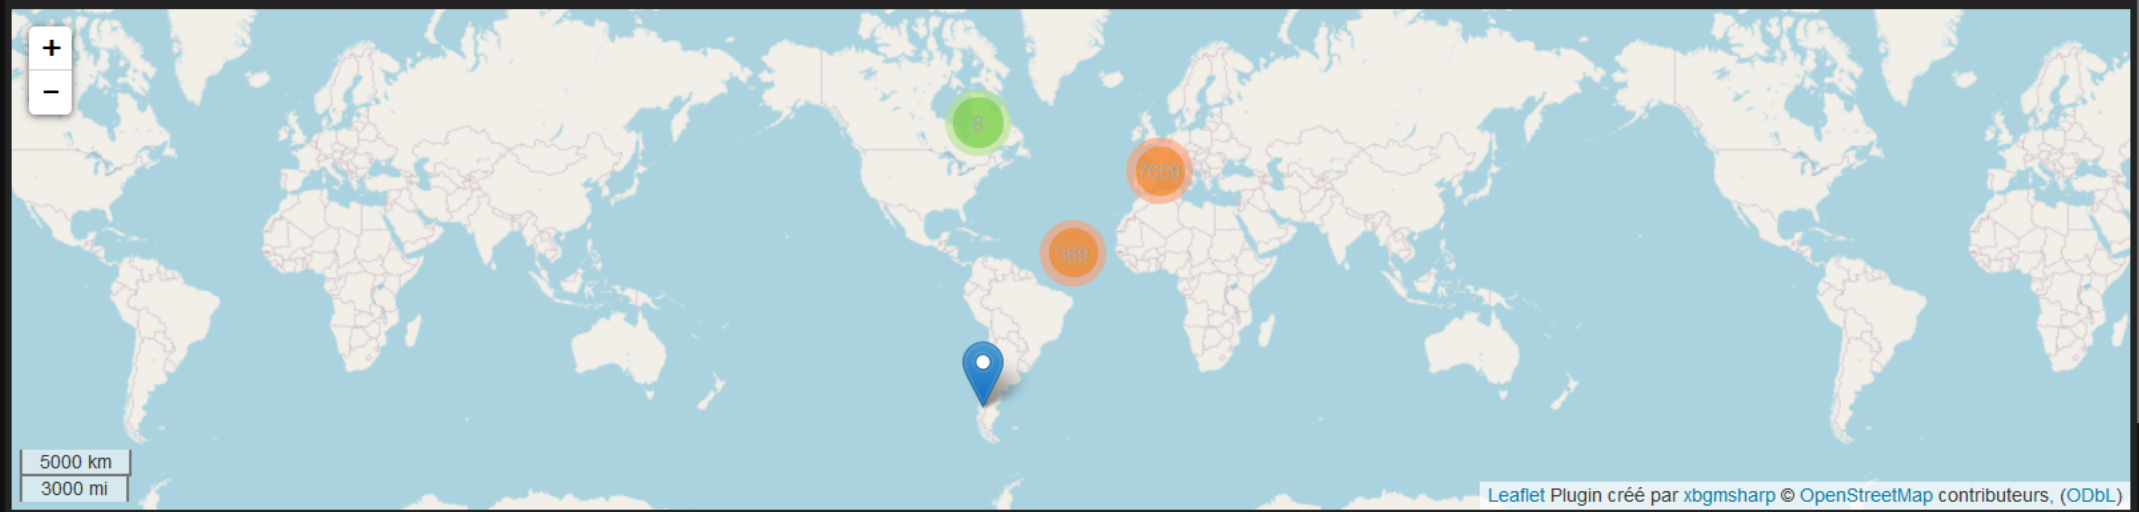 +
−
8
7659
369
5000 km
3000 mi
Leaflet Plugin créé par xbgmsharp © OpenStreetMap contributeurs, (ODbL)